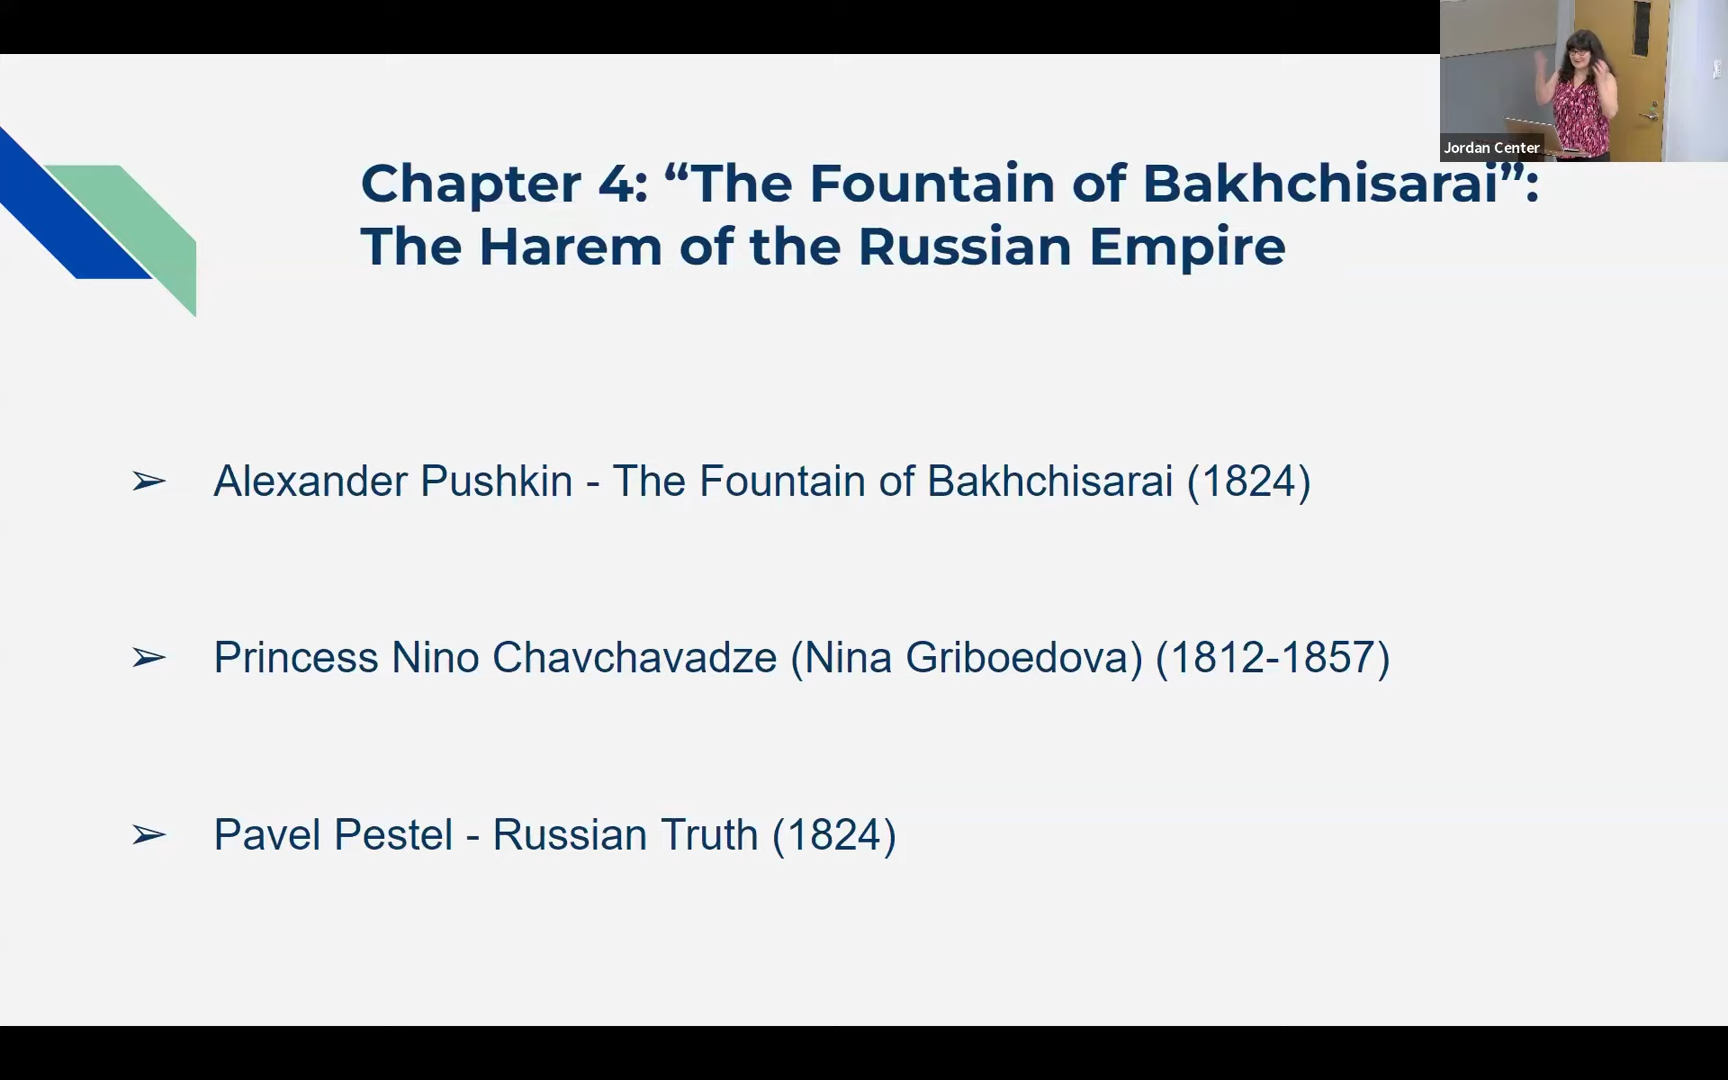 Jordan Center
Chapter 4: “The Fountain of Bakhchisarai”:
The Harem of the Russian Empire
➢ Alexander Pushkin - The Fountain of Bakhchisarai (1824)
➢ Princess Nino Chavchavadze (Nina Griboedova) (1812-1857)
➢ Pavel Pestel - Russian Truth (1824)